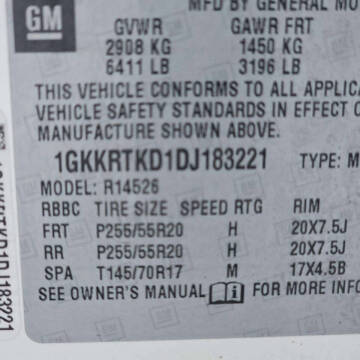 MFD BY GENERAL MO
GM
GVWR GAWR FRT
2908 KG 1450 KG
6411 LB 3196 LB
THIS VEHICLE CONFORMS TO ALL APPLICA
VEHICLE SAFETY STANDARDS IN EFFECT O
MANUFACTURE SHOWN ABOVE.
1GKKRTKD1DJ183221 TYPE: M
MODEL: R14526
RBBC TIRE SIZE SPEED RTG RIM
FRT P255/55R20 H 20X7.5J
RR P255/55R20 H 20X7.5J
SPA T145/70R17 M 17X4.5B
SEE OWNER'S MANUAL i FOR MORE INFO
1GKKRTKD1DJ183221